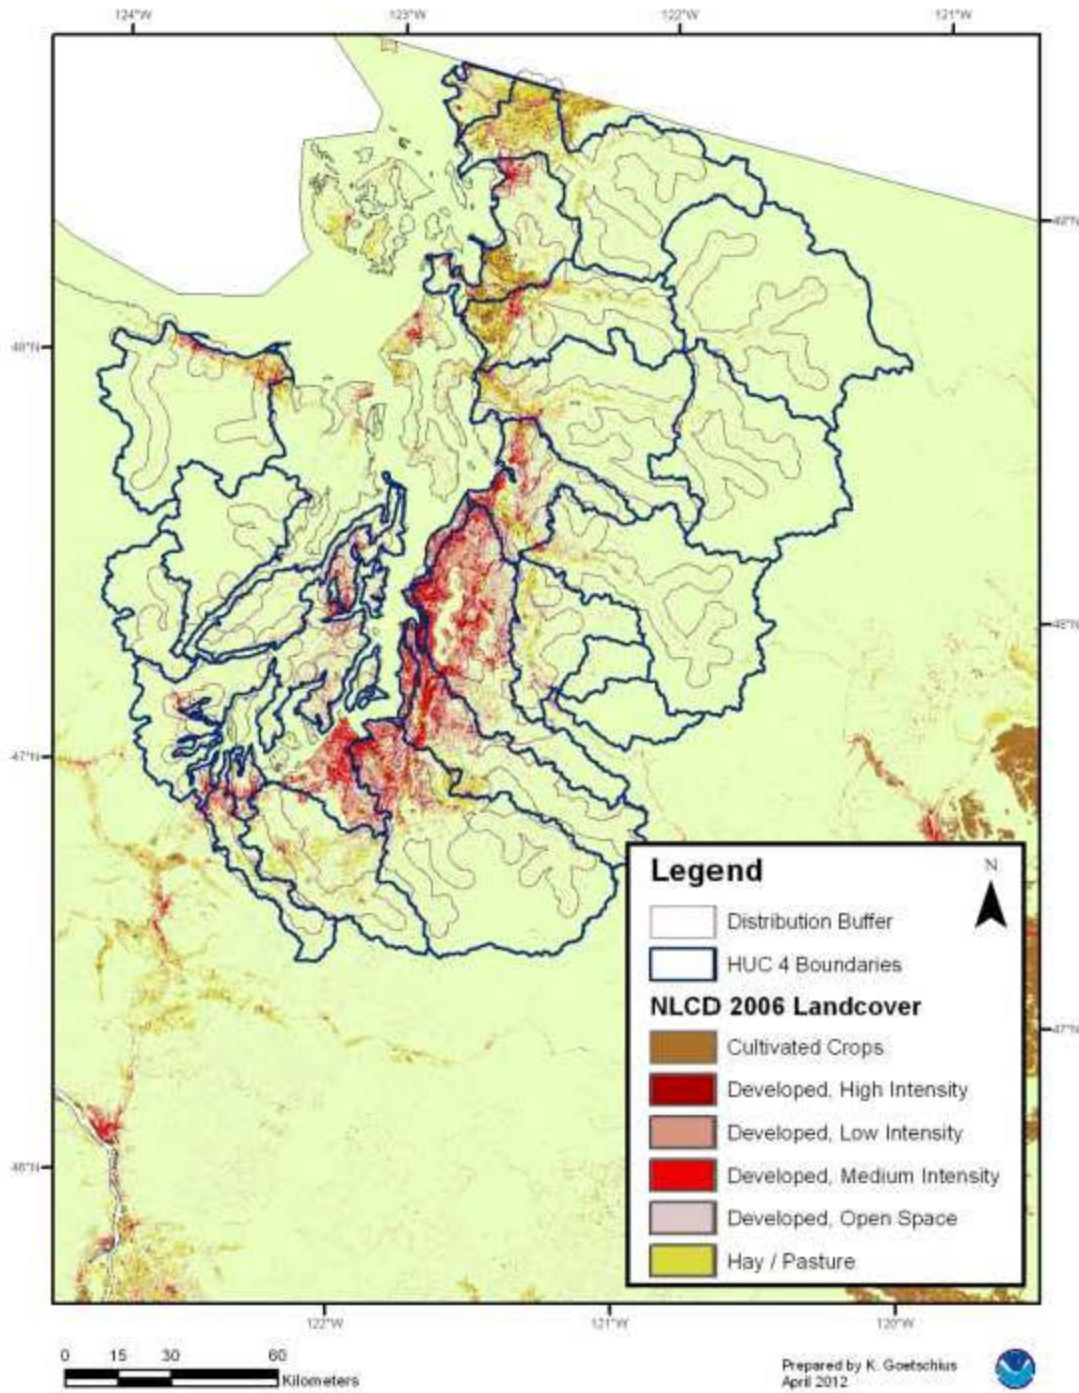 124°W 123°W 122°W 121°W
49°N
48°N
48°N
47°N
47°N
46°N
Legend
N
Distribution Buffer
HUC 4 Boundaries
NLCD 2006 Landcover
Cultivated Crops
Developed, High Intensity
Developed, Low Intensity
Developed, Medium Intensity
Developed, Open Space
Hay / Pasture
122°W 121°W 120°W
0 15 30 60
Kilometers
Prepared by K. Goetschius
April 2012